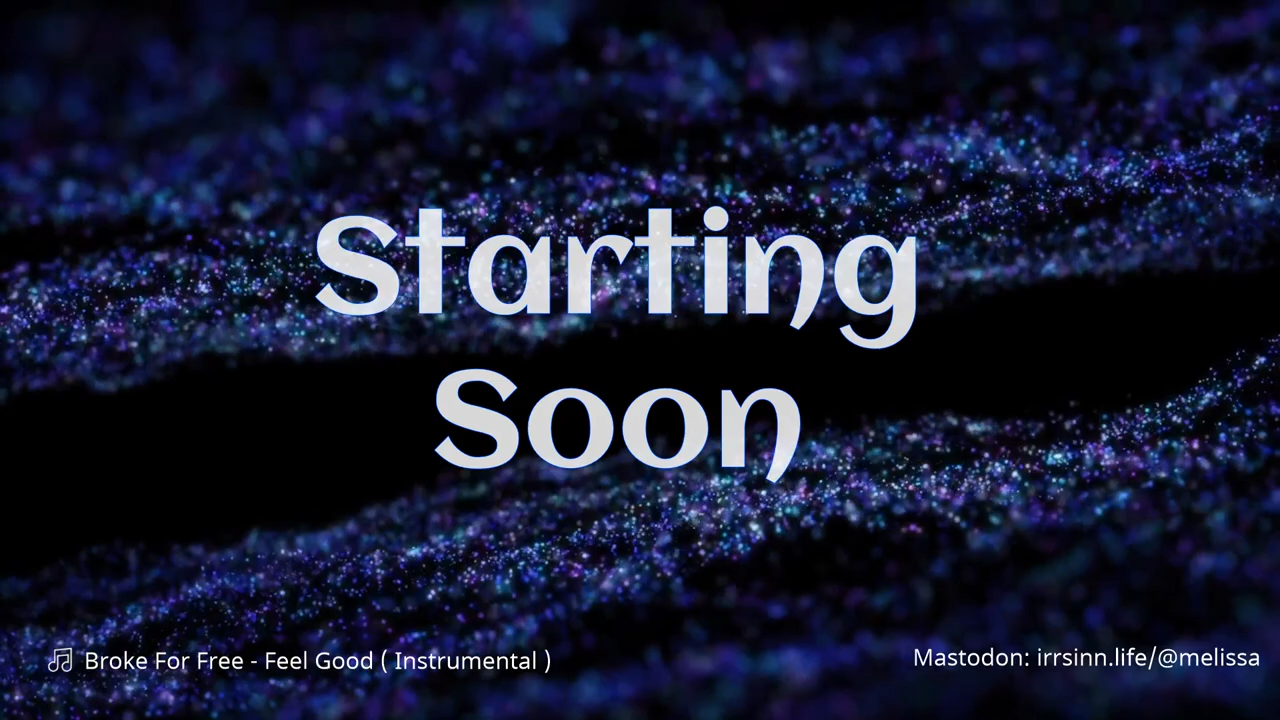 Starting
Soon
Broke For Free - Feel Good ( Instrumental )
Mastodon: irrsinn.life/@melissa